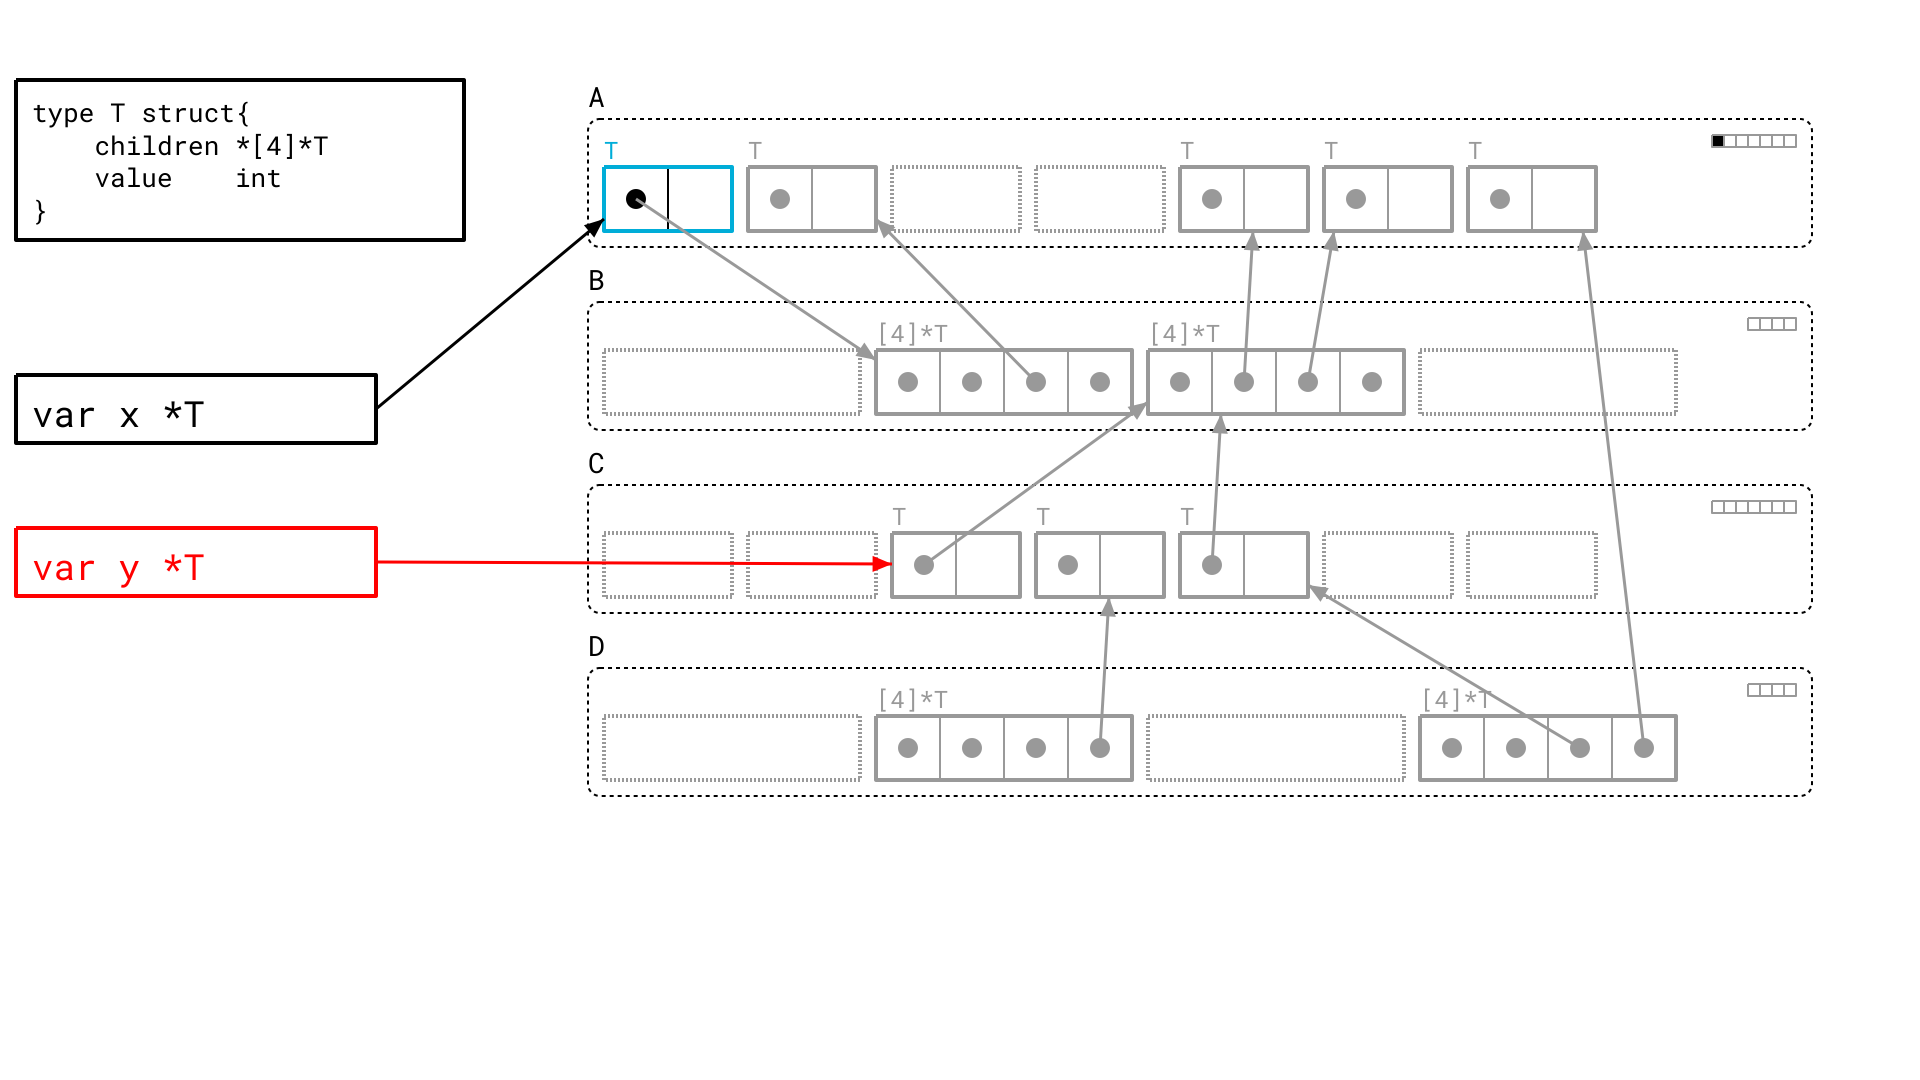 type T struct{
    children *[4]*T
    value    int
}
var x *T
var y *T
A
T T T T T
B
[4]*T [4]*T
C
T T T
D
[4]*T [4]*T